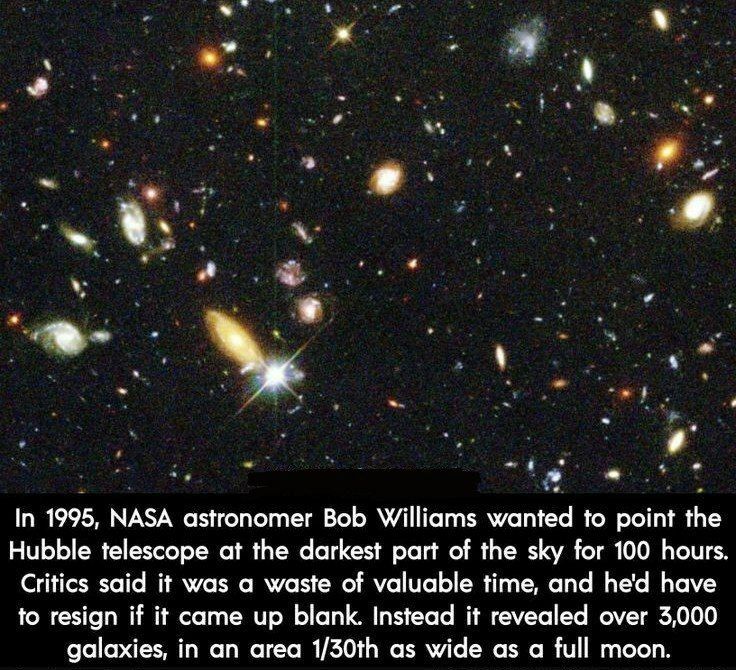 In 1995, NASA astronomer Bob Williams wanted to point the
Hubble telescope at the darkest part of the sky for 100 hours.
Critics said it was a waste of valuable time, and he'd have
to resign if it came up blank. Instead it revealed over 3,000
galaxies, in an area 1/30th as wide as a full moon.